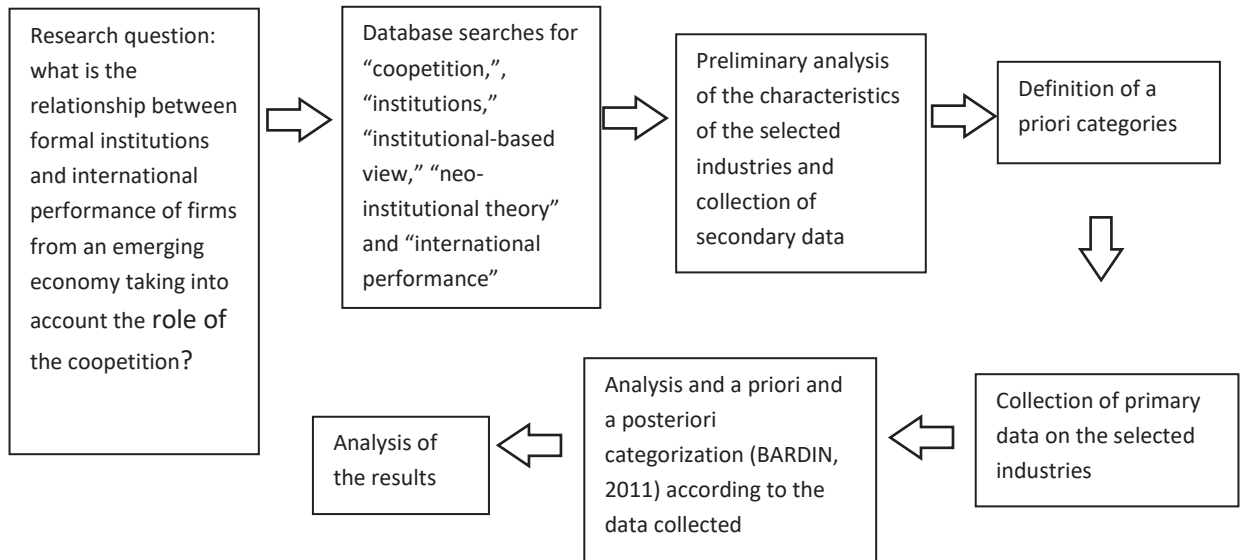 Research question:
what is the
relationship between
formal institutions
and international
performance of firms
from an emerging
economy taking into
account the role of
the coopetition?
Database searches for
“coopetition,”,
“institutions,”
“institutional-based
view,” “neo-
institutional theory”
and “international
performance”
Preliminary analysis
of the characteristics
of the selected
industries and
collection of
secondary data
Definition of a
priori categories
Collection of primary
data on the selected
industries
Analysis and a priori and
a posteriori
categorization (BARDIN,
2011) according to the
data collected
Analysis of
the results